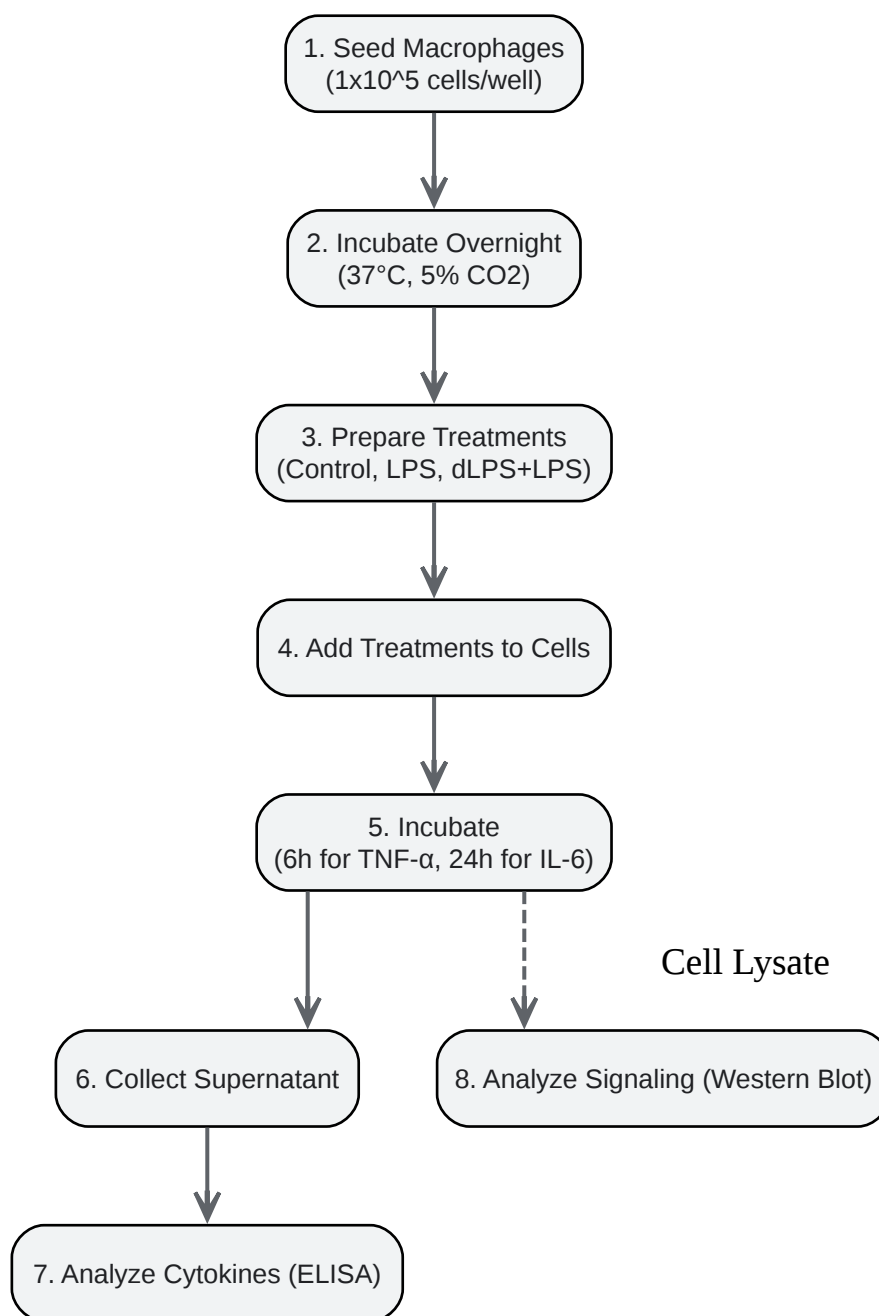 1. Seed Macrophages
(1x10^5 cells/well)
2. Incubate Overnight
(37°C, 5% CO2)
3. Prepare Treatments
(Control, LPS, dLPS+LPS)
4. Add Treatments to Cells
5. Incubate
(6h for TNF-α, 24h for IL-6)
Cell Lysate
6. Collect Supernatant
8. Analyze Signaling (Western Blot)
7. Analyze Cytokines (ELISA)